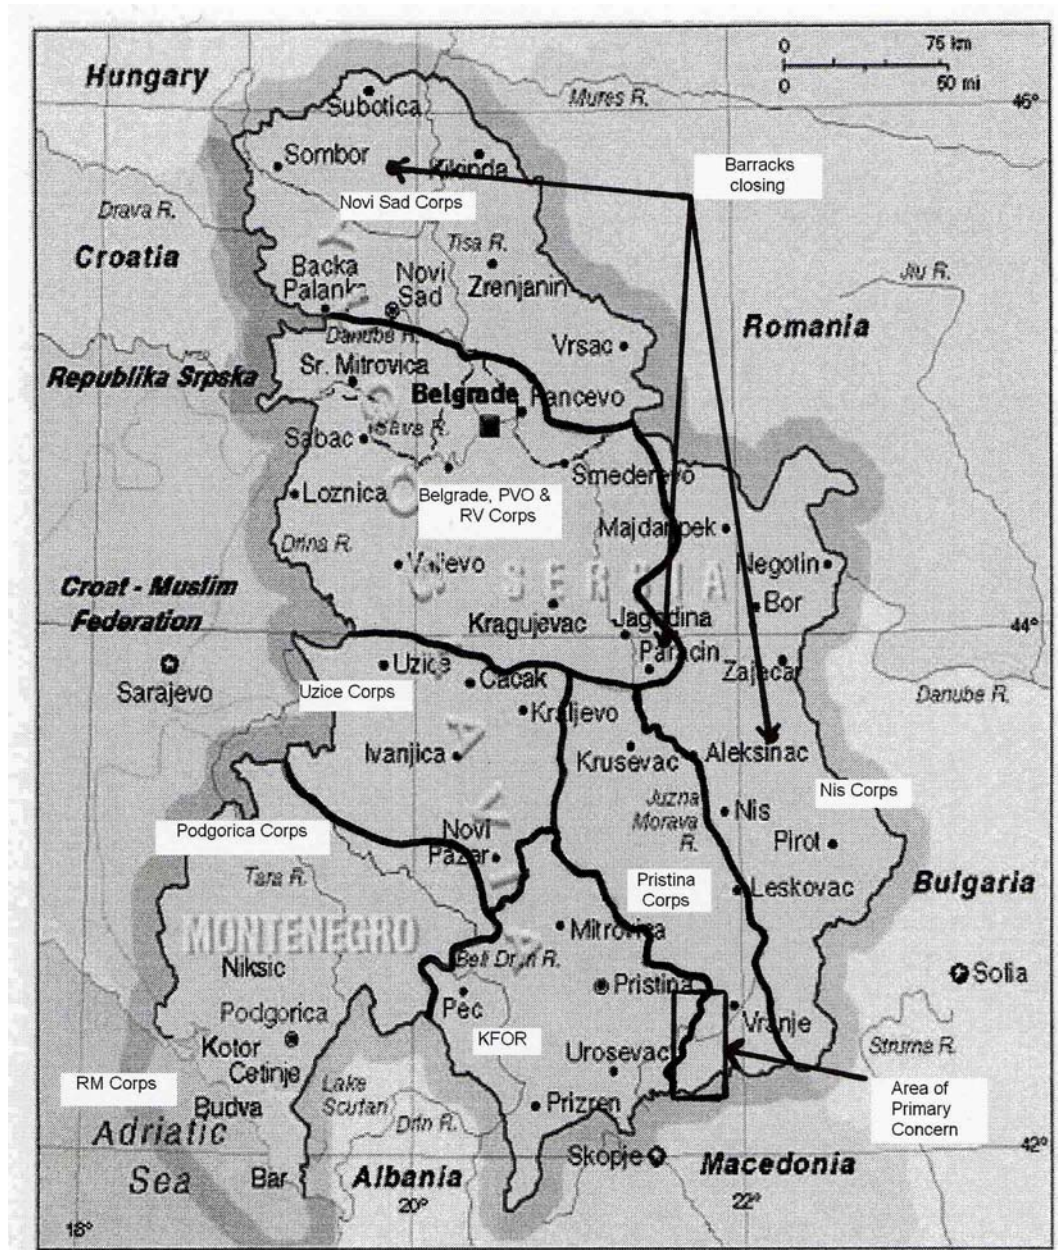 Hungary
Subotica
Mures R.
0 75 km
0 50 mi
46°
Sombor
Kikinda
Barracks
closing
Drava R.
Novi Sad Corps
Croatia
Tisa R.
Backa
Palanka
Novi
Sad
Zrenjanin
Jiu R.
Romania
Danube R.
Vrsac
Republika Srpska
Sr. Mitrovica
Belgrade
Pancevo
Sabac
Sava R.
Smederevo
Loznica
Belgrade, PVO &
RV Corps
Majdanpek
Drina R.
Valjevo
SERBIA
Negotin
Croat - Muslim
Federation
Kragujevac
Bor
Jagodina
44°
Sarajevo
Uzice
Paracin
Zajecar
Cacak
Uzice Corps
Kraljevo
Danube R.
Ivanjica
Krusevac
Aleksinac
Juzna
Morava
R.
Nis Corps
Nis
Podgorica Corps
Novi
Pazar
Pirot
Tara R.
Pristina
Corps
Leskovac
Bulgaria
MONTENEGRO
Mitrovica
Beli Drin R.
Niksic
Pec
Pristina
Sofia
Podgorica
Vranje
Kotor
KFOR
Urosevac
Struma R.
Cetinje
RM Corps
Lake
Scutari
Area of
Primary
Concern
Budva
Prizren
Drin R.
Adriatic
Sea
Skopje
Macedonia
42°
Bar
Albania
18°
20°
22°